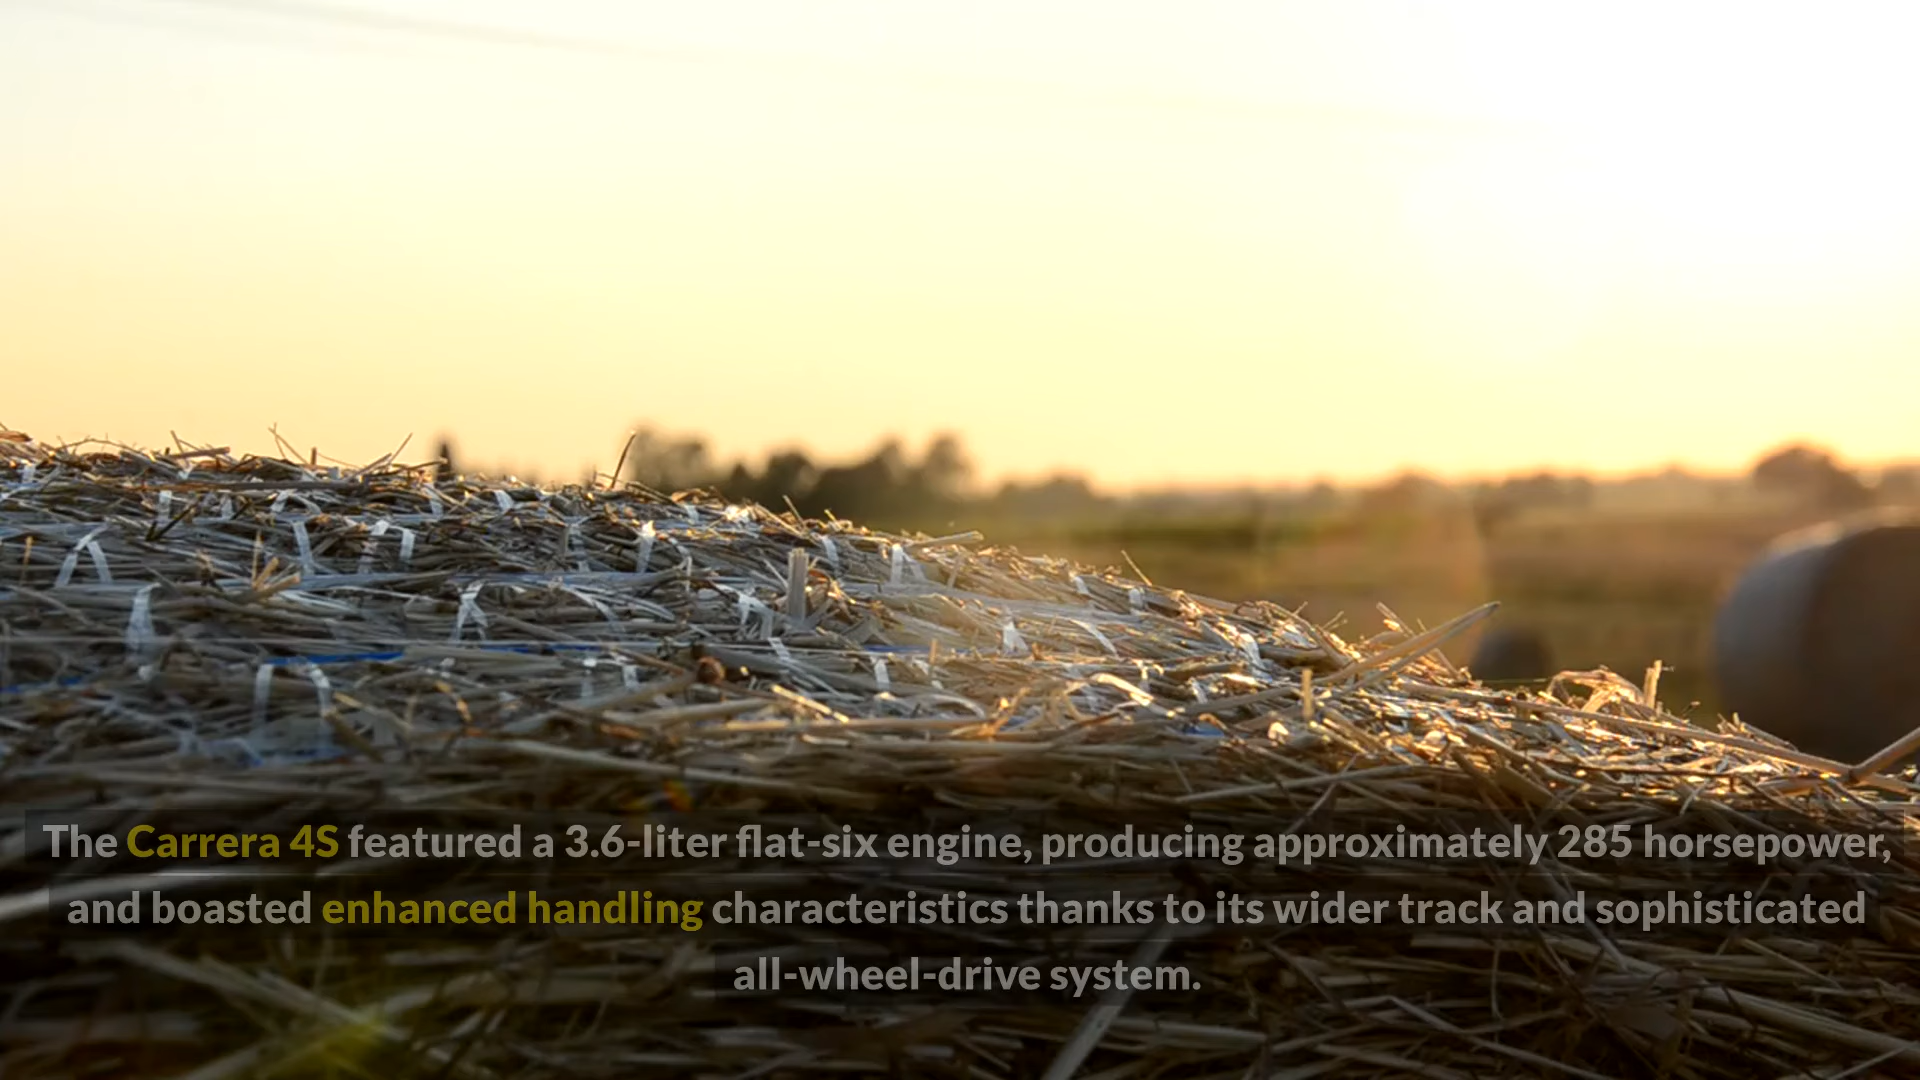 The Carrera 4S featured a 3.6-liter flat-six engine, producing approximately 285 horsepower,
and boasted enhanced handling characteristics thanks to its wider track and sophisticated
all-wheel-drive system.